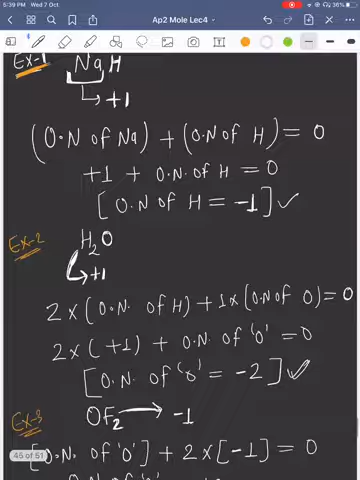 5:39 PM Wed 7 Oct
36%
Ap2 Mole Lec4
Ex-1 NaH
→ +1
(O.N of Na) + (O.N of H) = 0
+1 + O.N of H = 0
[O.N of H = -1] ✓
Ex-2 H₂O
→ +1
2 × (O.N. of H) + 1 × (O.N of O) = 0
2 × (+1) + O.N. of 'O' = 0
[O.N. of 'O' = -2] ✓
Ex-3
OF₂ → -1
45 of 51
[O.N. of 'O'] + 2 × [-1] = 0